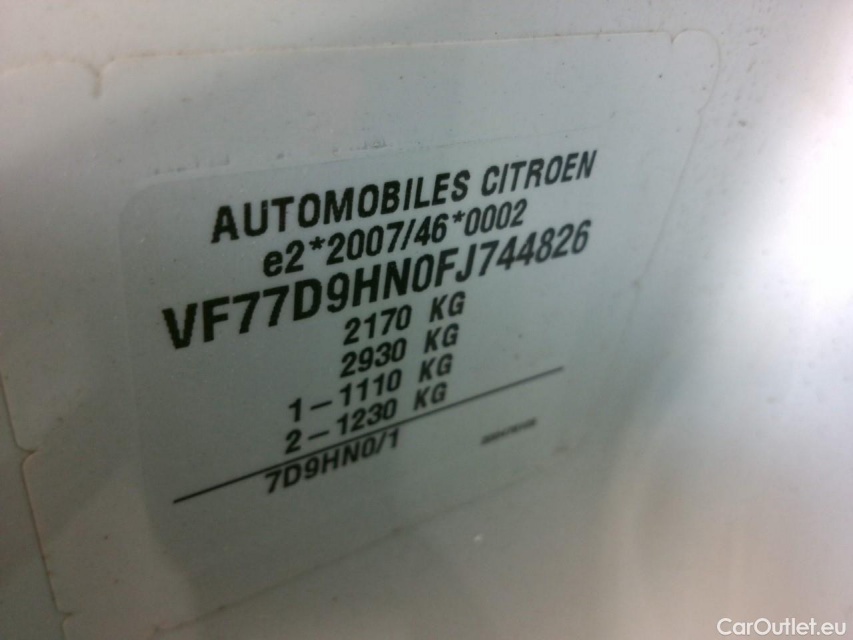 AUTOMOBILES CITROEN
e2*2007/46*0002
VF77D9HN0FJ744826
2170 KG
2930 KG
1-1110 KG
2-1230 KG
7D9HN0/1
CarOutlet.eu